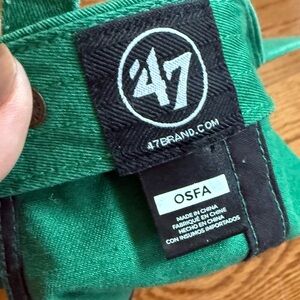 '47
47BRAND.COM
OSFA
MADE IN CHINA
FABRIQUÉ EN CHINE
HECHO EN CHINA
CON INSUMOS IMPORTADOS